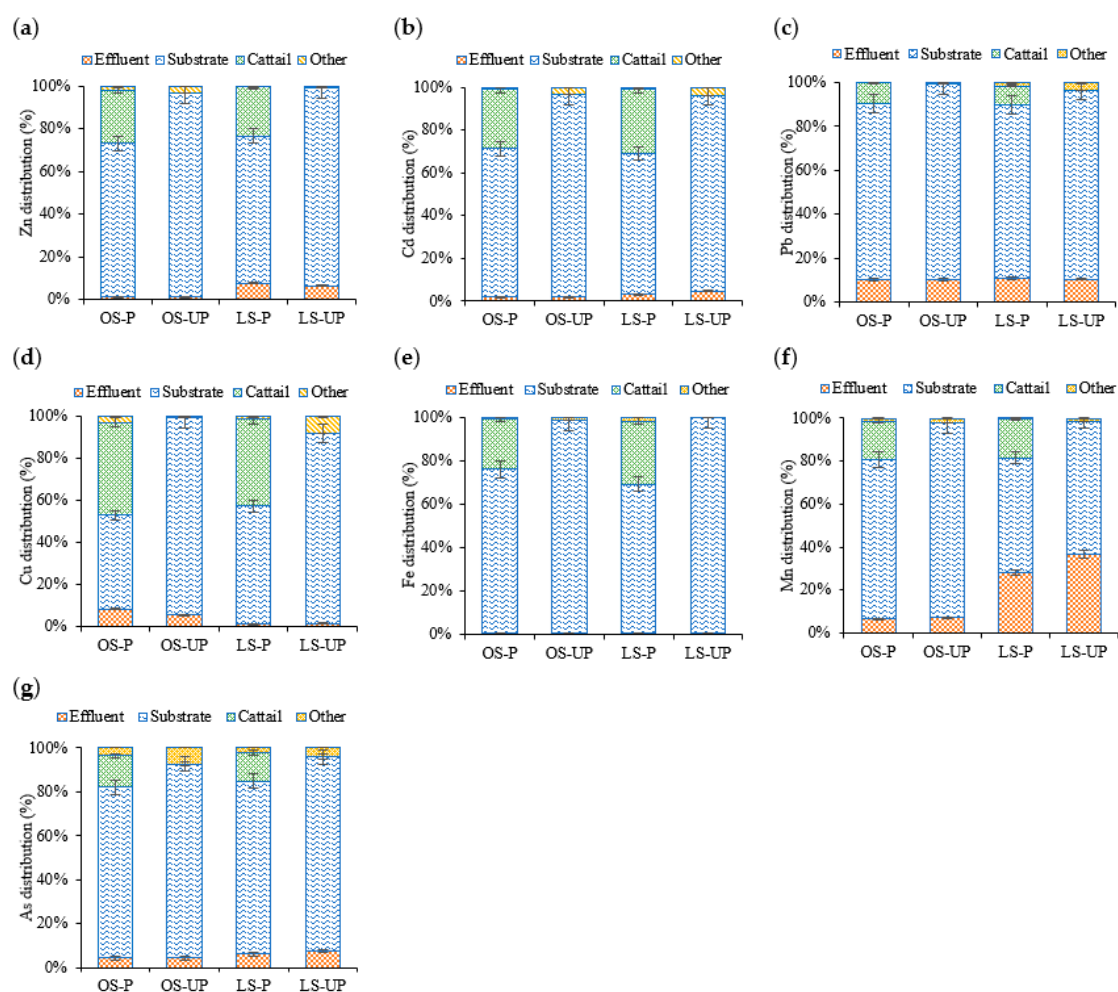 (a)
Effluent Substrate Cattail Other
Zn distribution (%)
100%
80%
60%
40%
20%
0%
OS-P OS-UP LS-P LS-UP
(b)
Effluent Substrate Cattail Other
Cd distribution (%)
100%
80%
60%
40%
20%
0%
OS-P OS-UP LS-P LS-UP
(c)
Effluent Substrate Cattail Other
Pb distribution (%)
100%
80%
60%
40%
20%
0%
OS-P OS-UP LS-P LS-UP
(d)
Effluent Substrate Cattail Other
Cu distribution (%)
100%
80%
60%
40%
20%
0%
OS-P OS-UP LS-P LS-UP
(e)
Effluent Substrate Cattail Other
Fe distribution (%)
100%
80%
60%
40%
20%
0%
OS-P OS-UP LS-P LS-UP
(f)
Effluent Substrate Cattail Other
Mn distribution (%)
100%
80%
60%
40%
20%
0%
OS-P OS-UP LS-P LS-UP
(g)
Effluent Substrate Cattail Other
As distribution (%)
100%
80%
60%
40%
20%
0%
OS-P OS-UP LS-P LS-UP